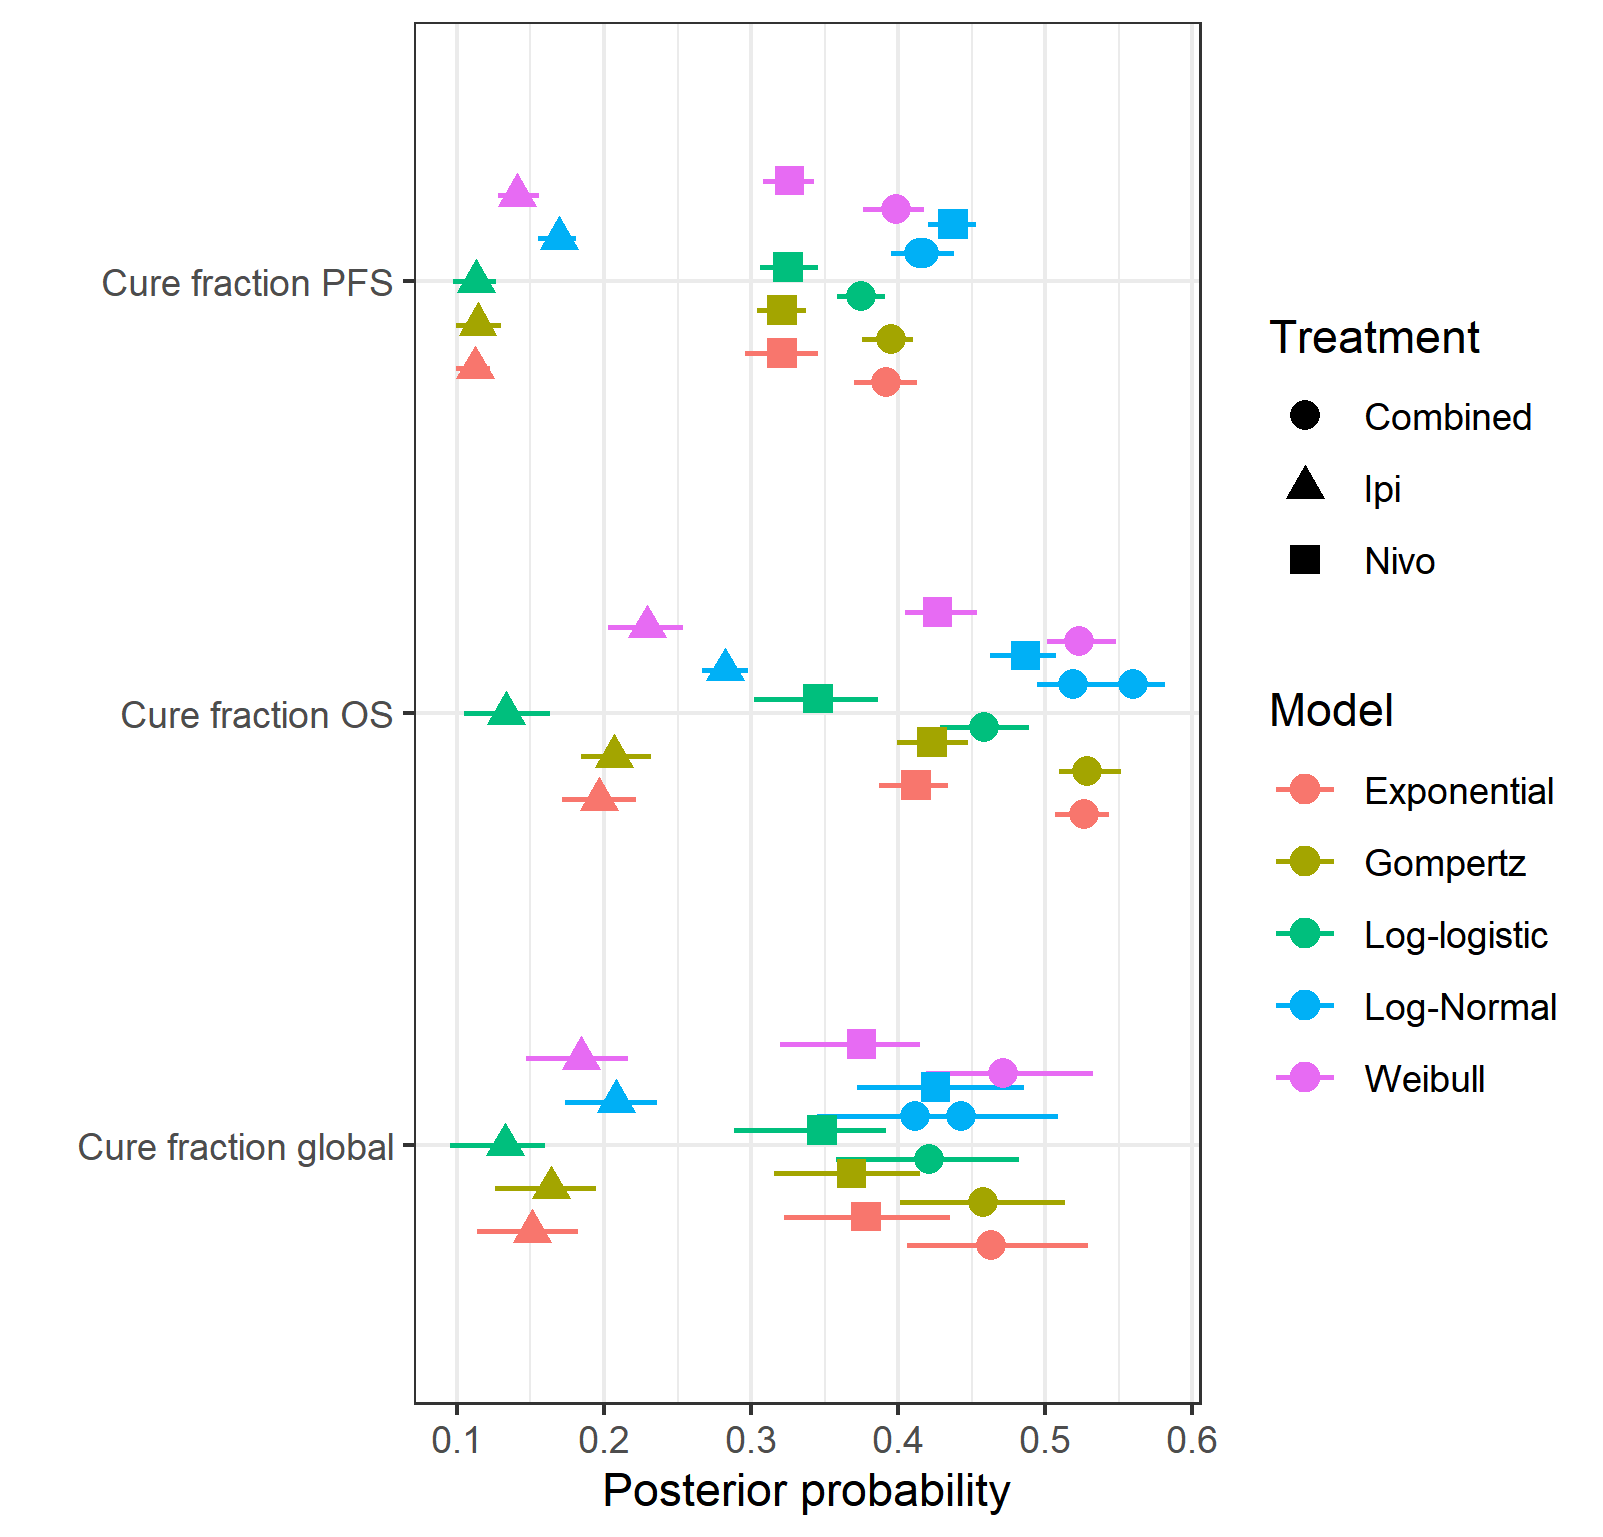 Cure fraction PFS
Cure fraction OS
Cure fraction global
0.1 0.2 0.3 0.4 0.5 0.6
Posterior probability
Treatment
Combined
Ipi
Nivo
Model
Exponential
Gompertz
Log-logistic
Log-Normal
Weibull